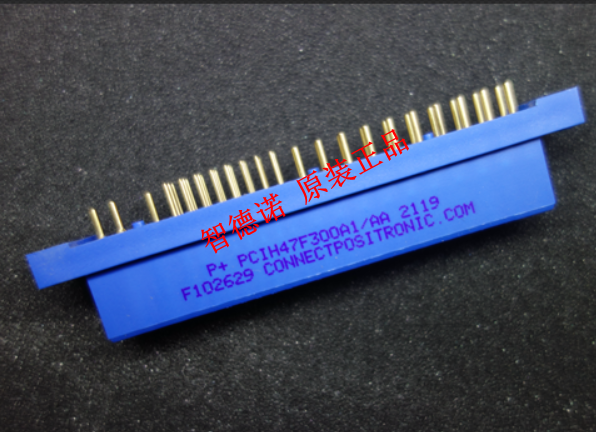 智德诺 原装正品
P+ PCIH47F300A1/AA 2119
F102629 CONNECTPOSITRONIC.COM